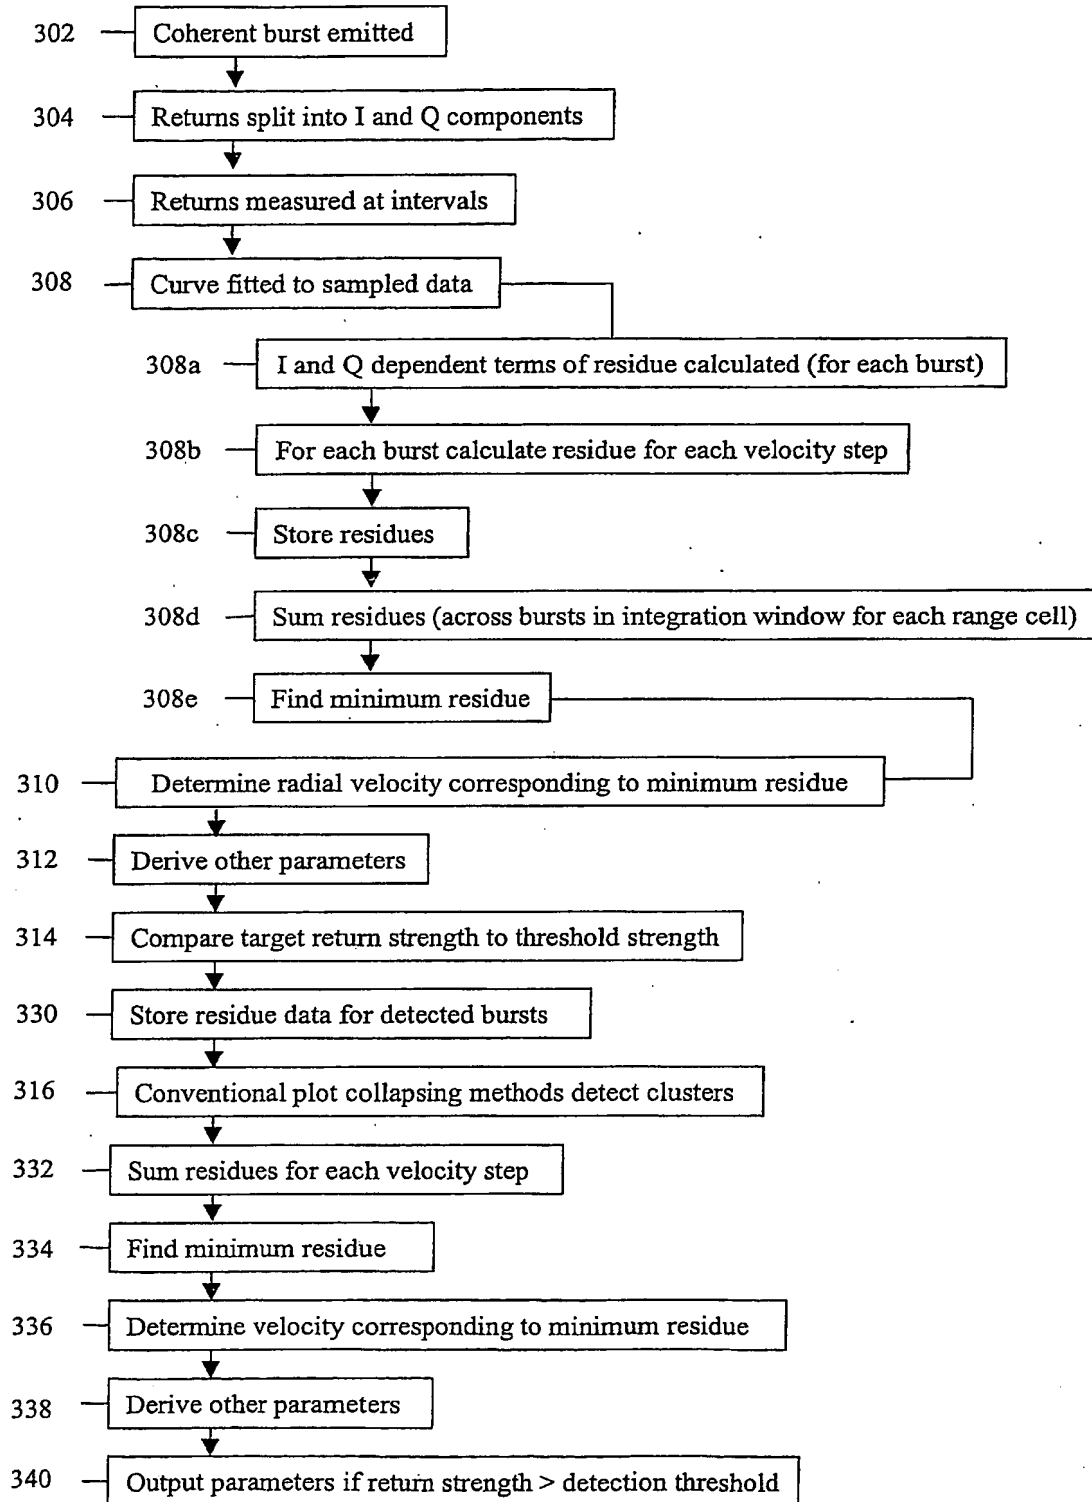 302 Coherent burst emitted
304 Returns split into I and Q components
306 Returns measured at intervals
308 Curve fitted to sampled data
308a I and Q dependent terms of residue calculated (for each burst)
308b For each burst calculate residue for each velocity step
308c Store residues
308d Sum residues (across bursts in integration window for each range cell)
308e Find minimum residue
310 Determine radial velocity corresponding to minimum residue
312 Derive other parameters
314 Compare target return strength to threshold strength
330 Store residue data for detected bursts
316 Conventional plot collapsing methods detect clusters
332 Sum residues for each velocity step
334 Find minimum residue
336 Determine velocity corresponding to minimum residue
338 Derive other parameters
340 Output parameters if return strength > detection threshold